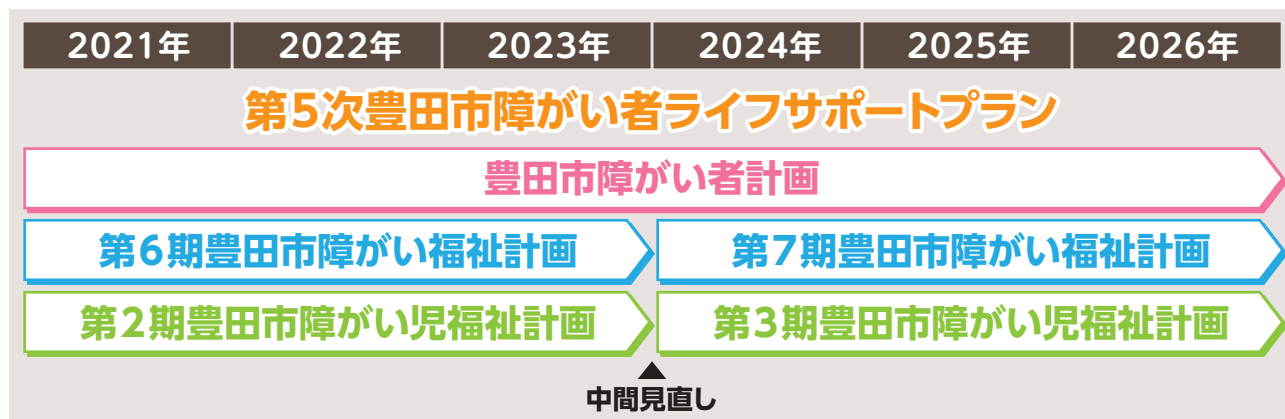 2021年 2022年 2023年 2024年 2025年 2026年
第5次豊田市障がい者ライフサポートプラン
豊田市障がい者計画
第6期豊田市障がい福祉計画 第7期豊田市障がい福祉計画
第2期豊田市障がい児福祉計画 第3期豊田市障がい児福祉計画
中間見直し